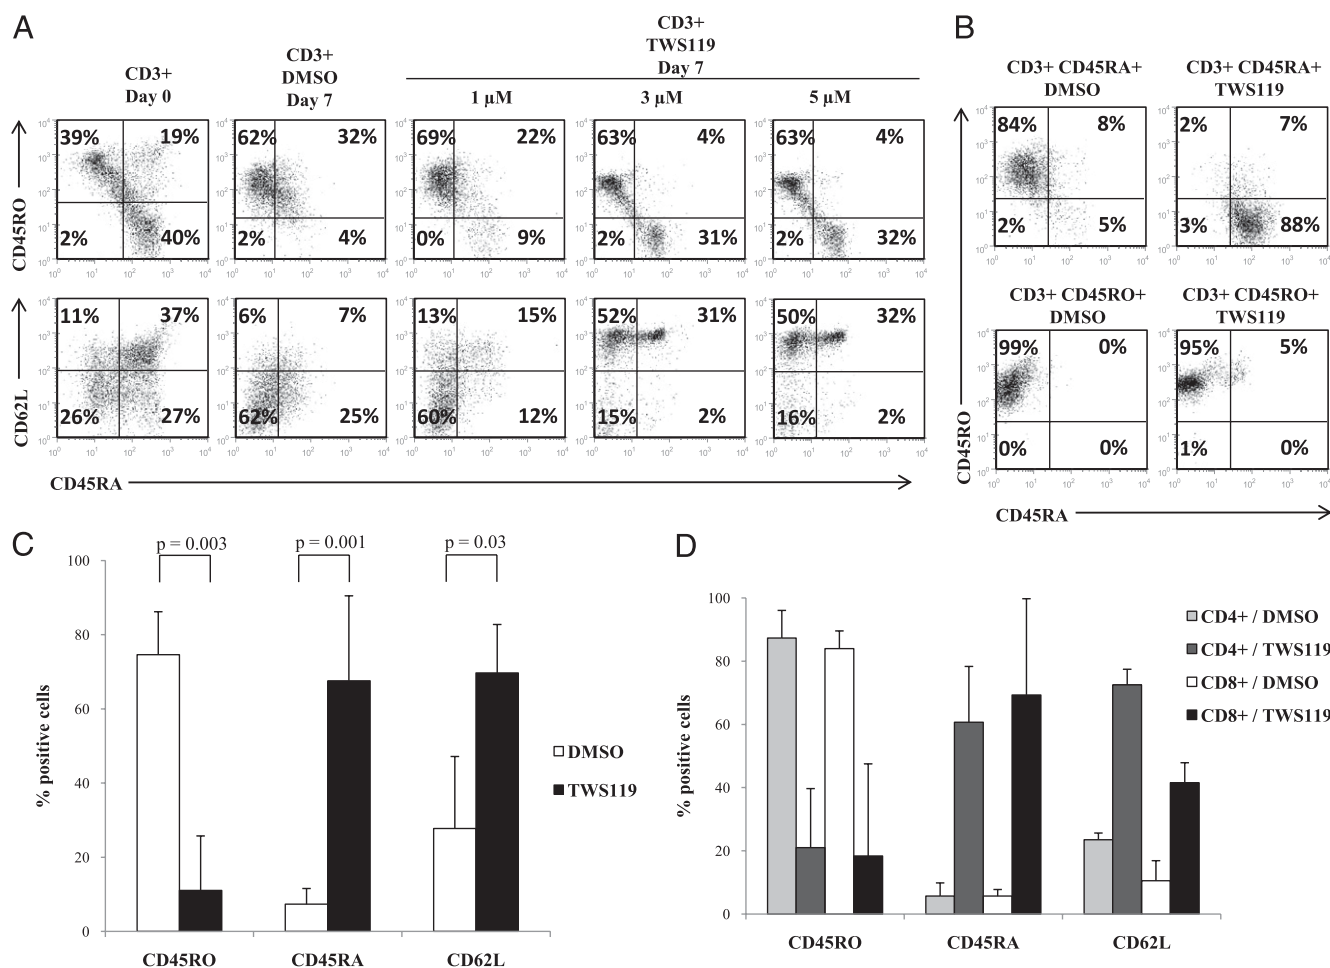 A
CD3+
Day 0
CD3+
DMSO
Day 7
CD3+
TWS119
Day 7
1 µM
3 µM
5 µM
CD45RO
39% 19%
2% 40%
62% 32%
2% 4%
69% 22%
0% 9%
63% 4%
2% 31%
63% 4%
2% 32%
CD62L
11% 37%
26% 27%
6% 7%
62% 25%
13% 15%
60% 12%
52% 31%
15% 2%
50% 32%
16% 2%
CD45RA
B
CD3+ CD45RA+
DMSO
CD3+ CD45RA+
TWS119
84% 8%
2% 5%
2% 7%
3% 88%
CD3+ CD45RO+
DMSO
CD3+ CD45RO+
TWS119
99% 0%
0% 0%
95% 5%
1% 0%
CD45RO
CD45RA
C
p = 0.003
p = 0.001
p = 0.03
% positive cells
100
80
60
40
20
0
CD45RO
CD45RA
CD62L
DMSO
TWS119
D
% positive cells
100
80
60
40
20
0
CD45RO
CD45RA
CD62L
CD4+ / DMSO
CD4+ / TWS119
CD8+ / DMSO
CD8+ / TWS119